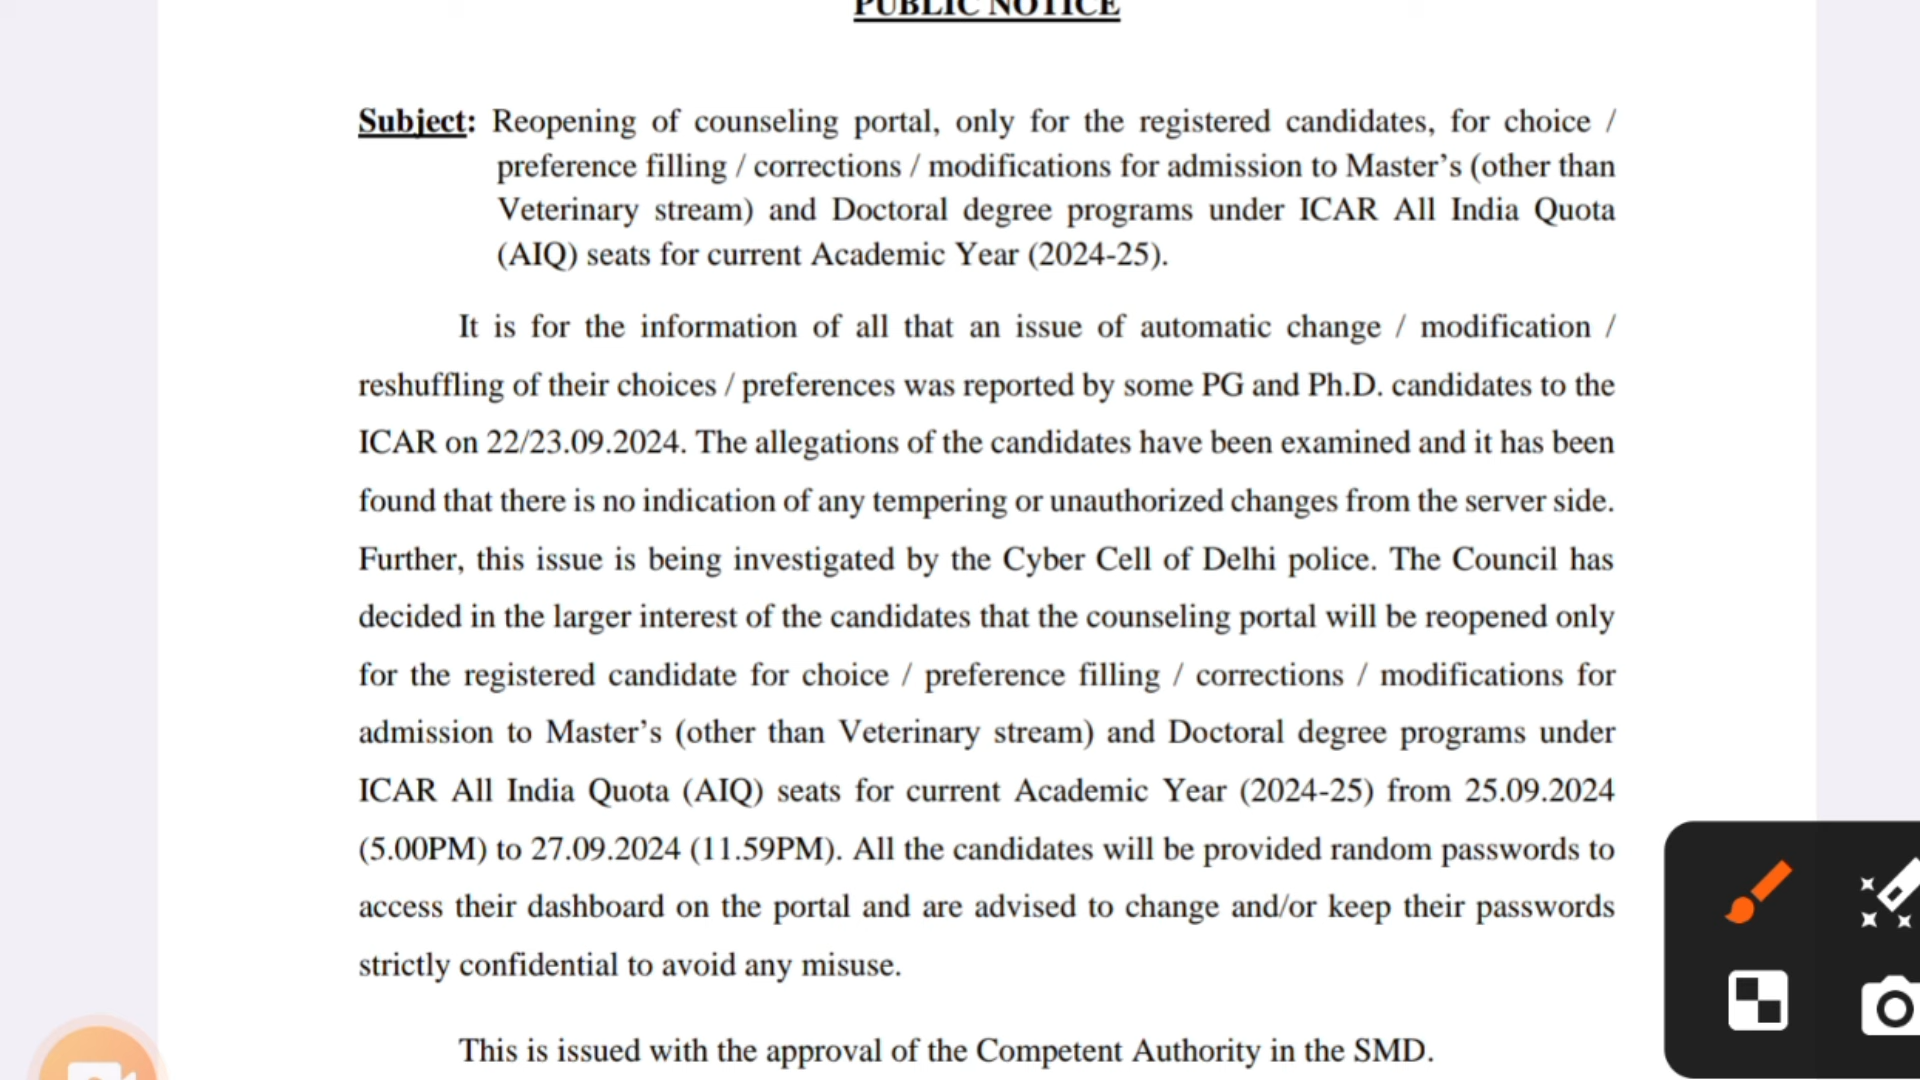 PUBLIC NOTICE
Subject: Reopening of counseling portal, only for the registered candidates, for choice /
preference filling / corrections / modifications for admission to Master’s (other than
Veterinary stream) and Doctoral degree programs under ICAR All India Quota
(AIQ) seats for current Academic Year (2024-25).
It is for the information of all that an issue of automatic change / modification /
reshuffling of their choices / preferences was reported by some PG and Ph.D. candidates to the
ICAR on 22/23.09.2024. The allegations of the candidates have been examined and it has been
found that there is no indication of any tempering or unauthorized changes from the server side.
Further, this issue is being investigated by the Cyber Cell of Delhi police. The Council has
decided in the larger interest of the candidates that the counseling portal will be reopened only
for the registered candidate for choice / preference filling / corrections / modifications for
admission to Master’s (other than Veterinary stream) and Doctoral degree programs under
ICAR All India Quota (AIQ) seats for current Academic Year (2024-25) from 25.09.2024
(5.00PM) to 27.09.2024 (11.59PM). All the candidates will be provided random passwords to
access their dashboard on the portal and are advised to change and/or keep their passwords
strictly confidential to avoid any misuse.
This is issued with the approval of the Competent Authority in the SMD.